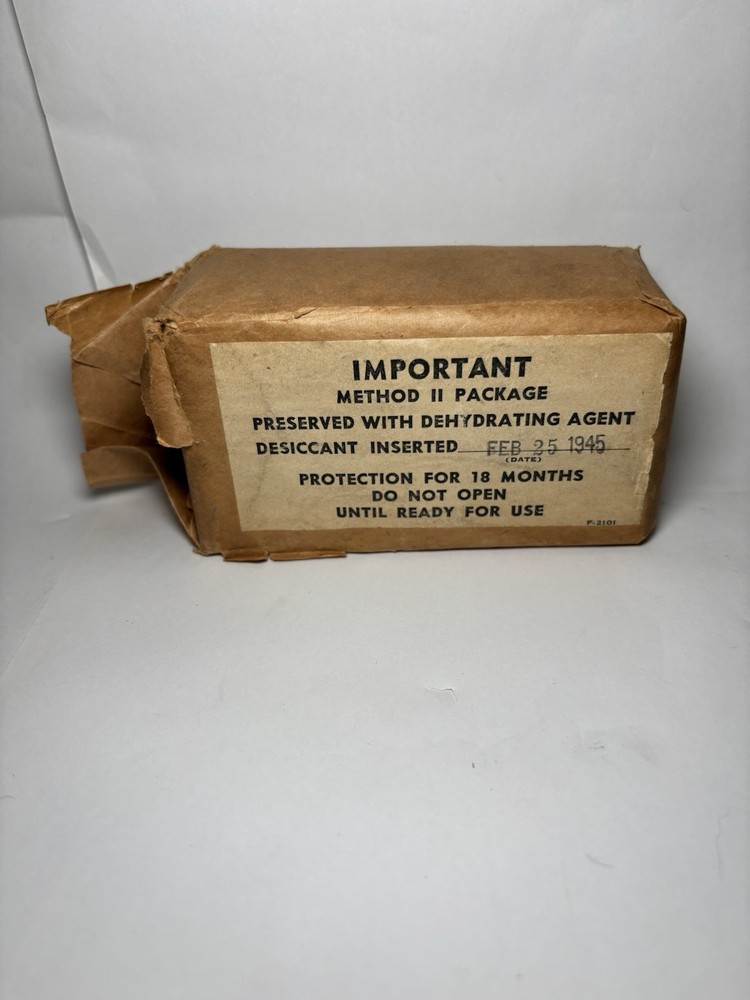 IMPORTANT
METHOD II PACKAGE
PRESERVED WITH DEHYDRATING AGENT
DESICCANT INSERTED FEB 25 1945
(DATE)
PROTECTION FOR 18 MONTHS
DO NOT OPEN
UNTIL READY FOR USE
P-2101